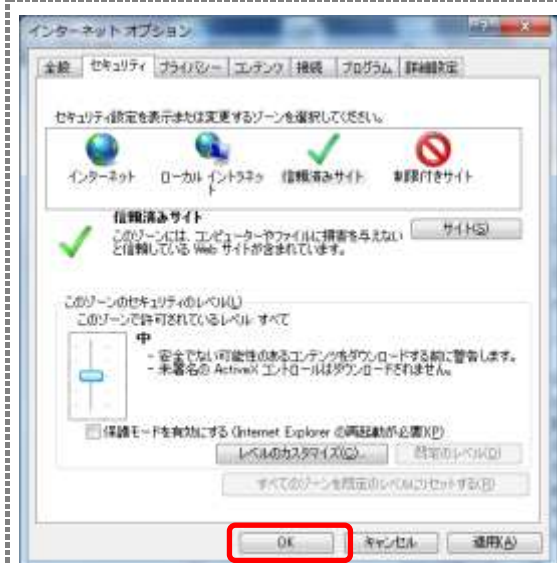 インターネット オプション
全般 セキュリティ プライバシー コンテンツ 接続 プログラム 詳細設定
セキュリティ設定を表示または変更するゾーンを選択してください。
インターネット ローカル イントラネット 信頼済みサイト 制限付きサイト
信頼済みサイト
このゾーンには、コンピューターやファイルに損害を与えない
と信頼している Web サイトが含まれています。
サイト(S)
このゾーンのセキュリティのレベル(L)
このゾーンで許可されているレベル: すべて
中
- 安全でない可能性のあるコンテンツをダウンロードする前に警告します。
- 未署名の ActiveX コントロールはダウンロードされません。
保護モードを有効にする (Internet Explorer の再起動が必要)(P)
レベルのカスタマイズ(C)... 既定のレベル(D)
すべてのゾーンを既定のレベルにリセットする(R)
OK キャンセル 適用(A)